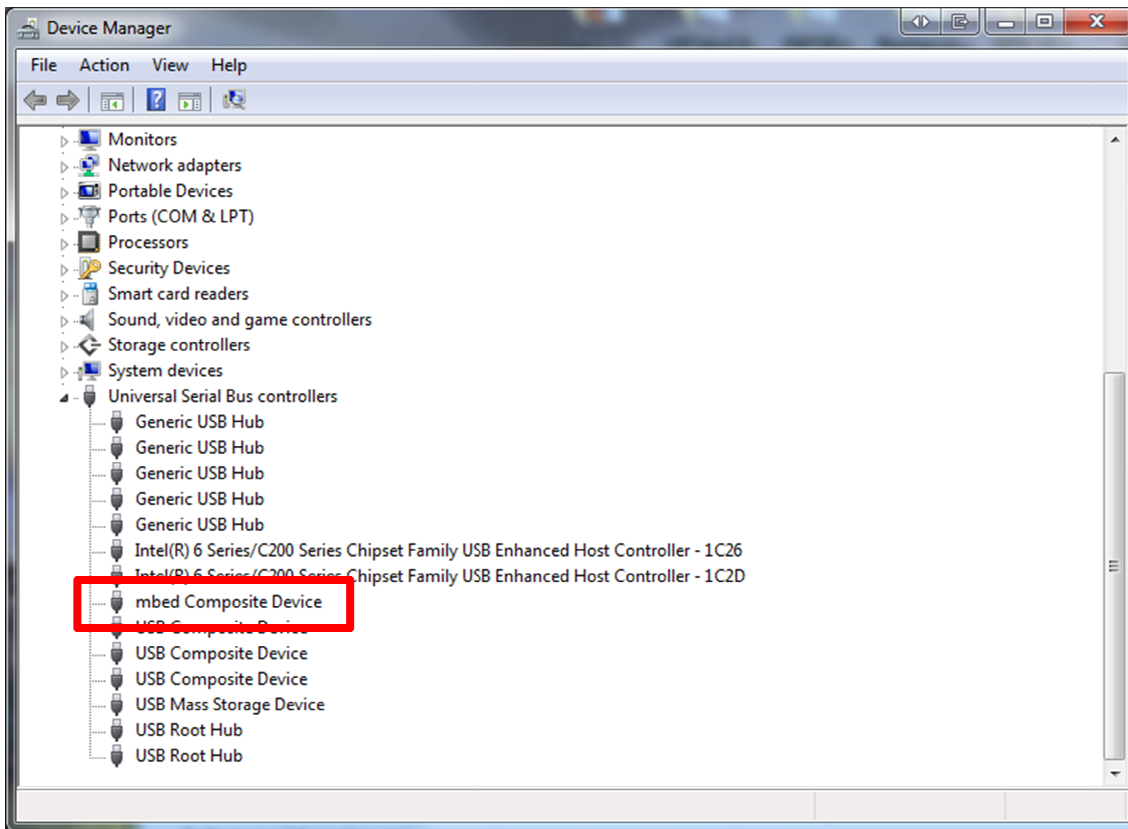 Device Manager
File Action View Help
Monitors
Network adapters
Portable Devices
Ports (COM & LPT)
Processors
Security Devices
Smart card readers
Sound, video and game controllers
Storage controllers
System devices
Universal Serial Bus controllers
Generic USB Hub
Generic USB Hub
Generic USB Hub
Generic USB Hub
Generic USB Hub
Intel(R) 6 Series/C200 Series Chipset Family USB Enhanced Host Controller - 1C26
Intel(R) 6 Series/C200 Series Chipset Family USB Enhanced Host Controller - 1C2D
mbed Composite Device
USB Composite Device
USB Composite Device
USB Composite Device
USB Mass Storage Device
USB Root Hub
USB Root Hub